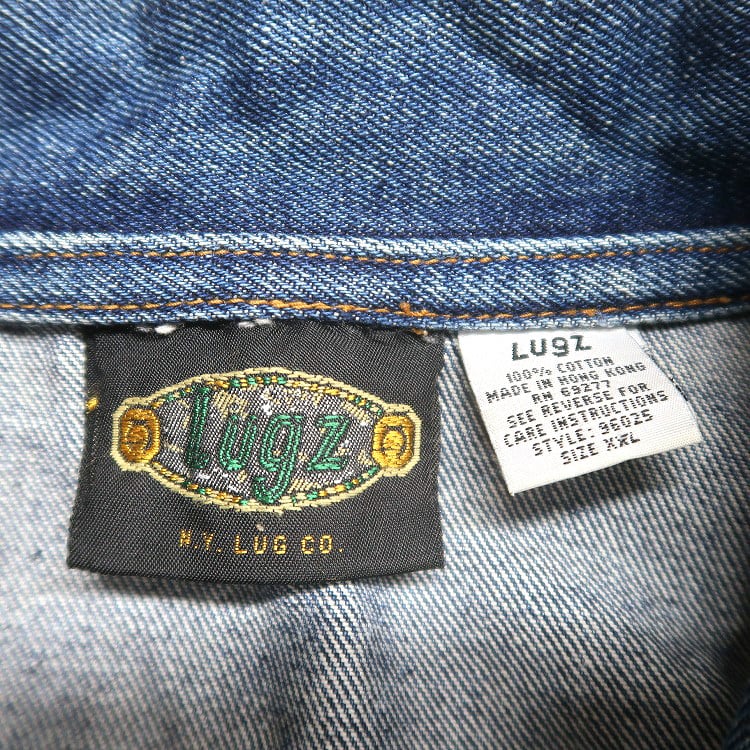 Lugz
N.Y. LUG CO.
Lugz
100% COTTON
MADE IN HONG KONG
RN 69277
SEE REVERSE FOR
CARE INSTRUCTIONS
STYLE: 96025
SIZE XXL